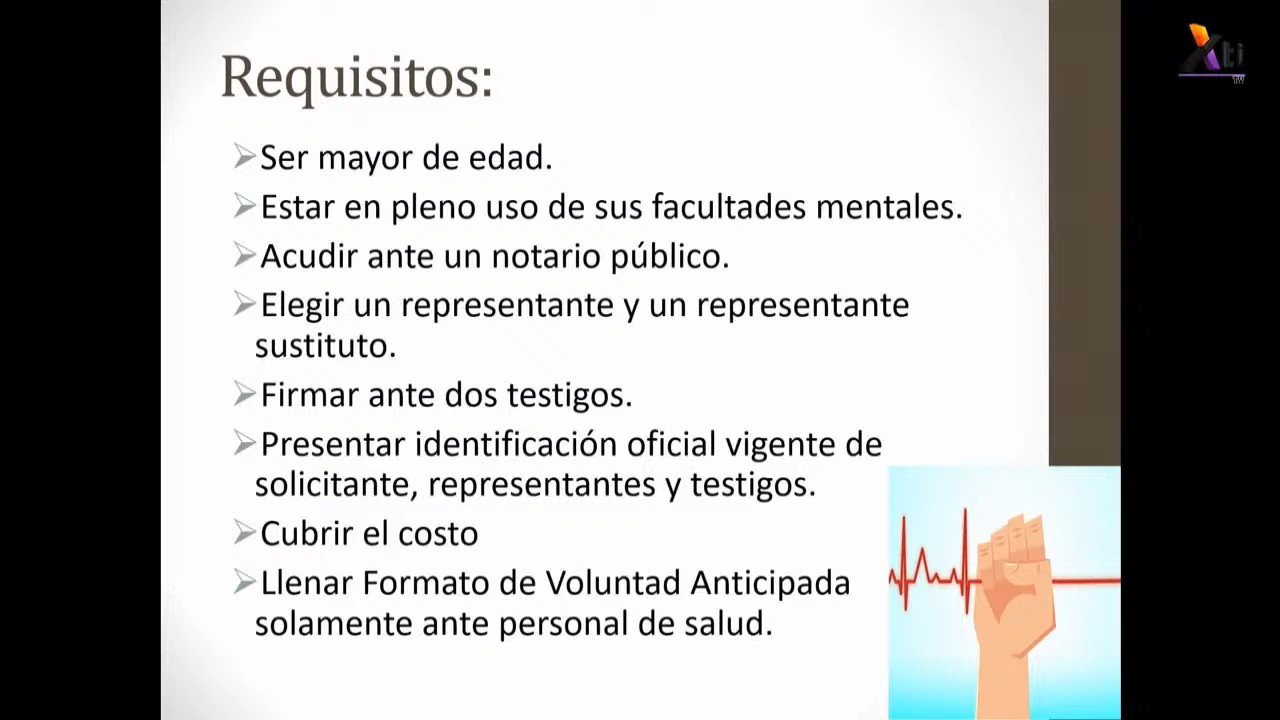 Requisitos:
Ser mayor de edad.
Estar en pleno uso de sus facultades mentales.
Acudir ante un notario público.
Elegir un representante y un representante
sustituto.
Firmar ante dos testigos.
Presentar identificación oficial vigente de
solicitante, representantes y testigos.
Cubrir el costo
Llenar Formato de Voluntad Anticipada
solamente ante personal de salud.
Xti
TW